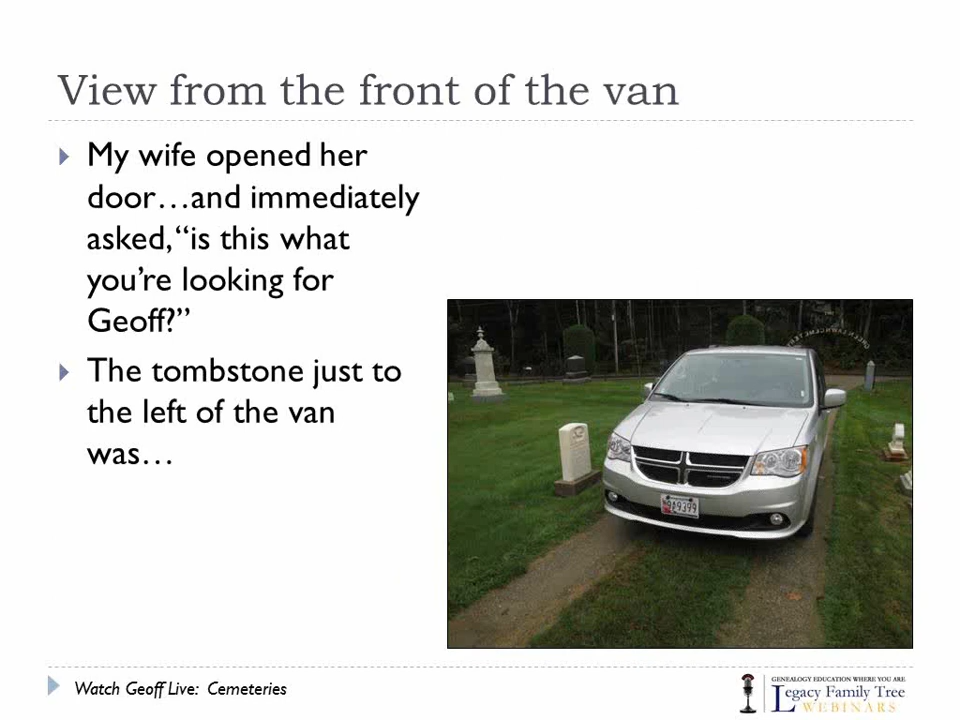 View from the front of the van
My wife opened her
door…and immediately
asked, “is this what
you’re looking for
Geoff?”
The tombstone just to
the left of the van
was…
Watch Geoff Live: Cemeteries
GENEALOGY EDUCATION WHERE YOU ARE
Legacy Family Tree
WEBINARS